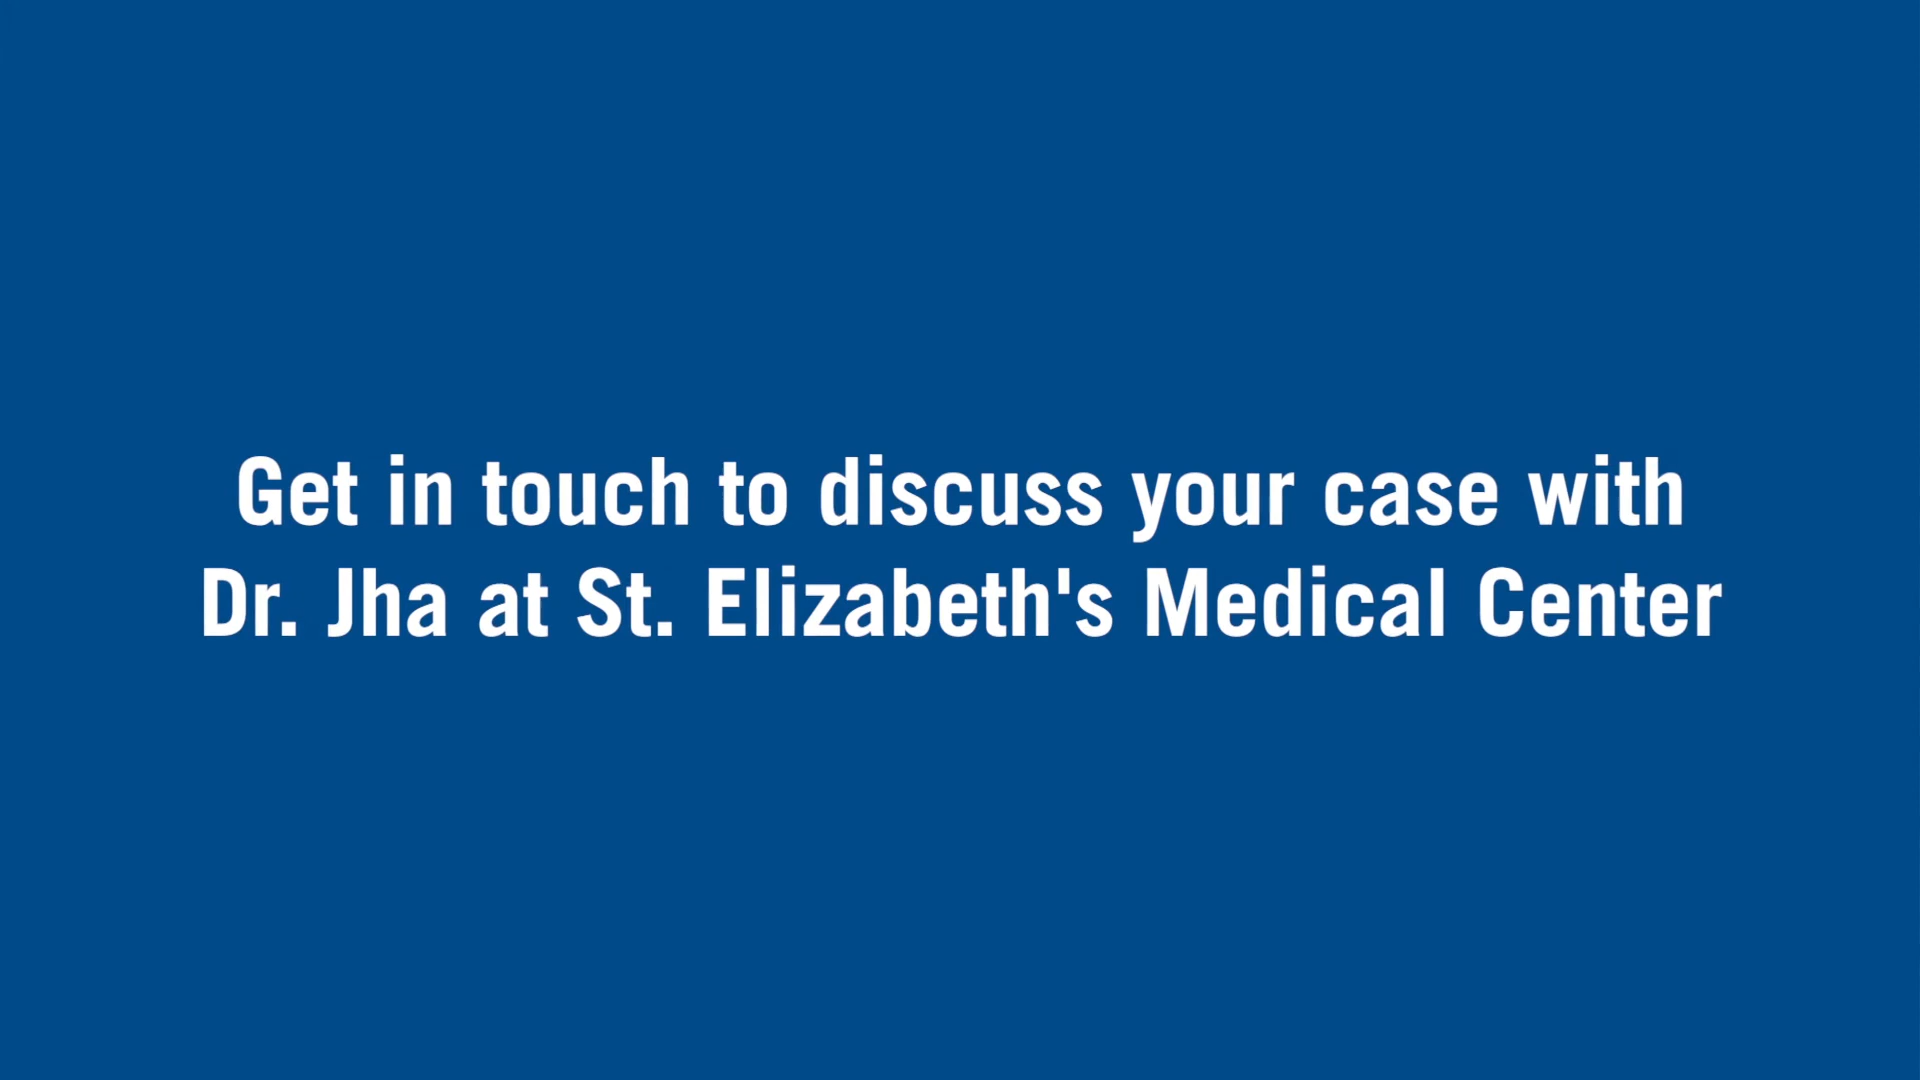 Get in touch to discuss your case with
Dr. Jha at St. Elizabeth's Medical Center